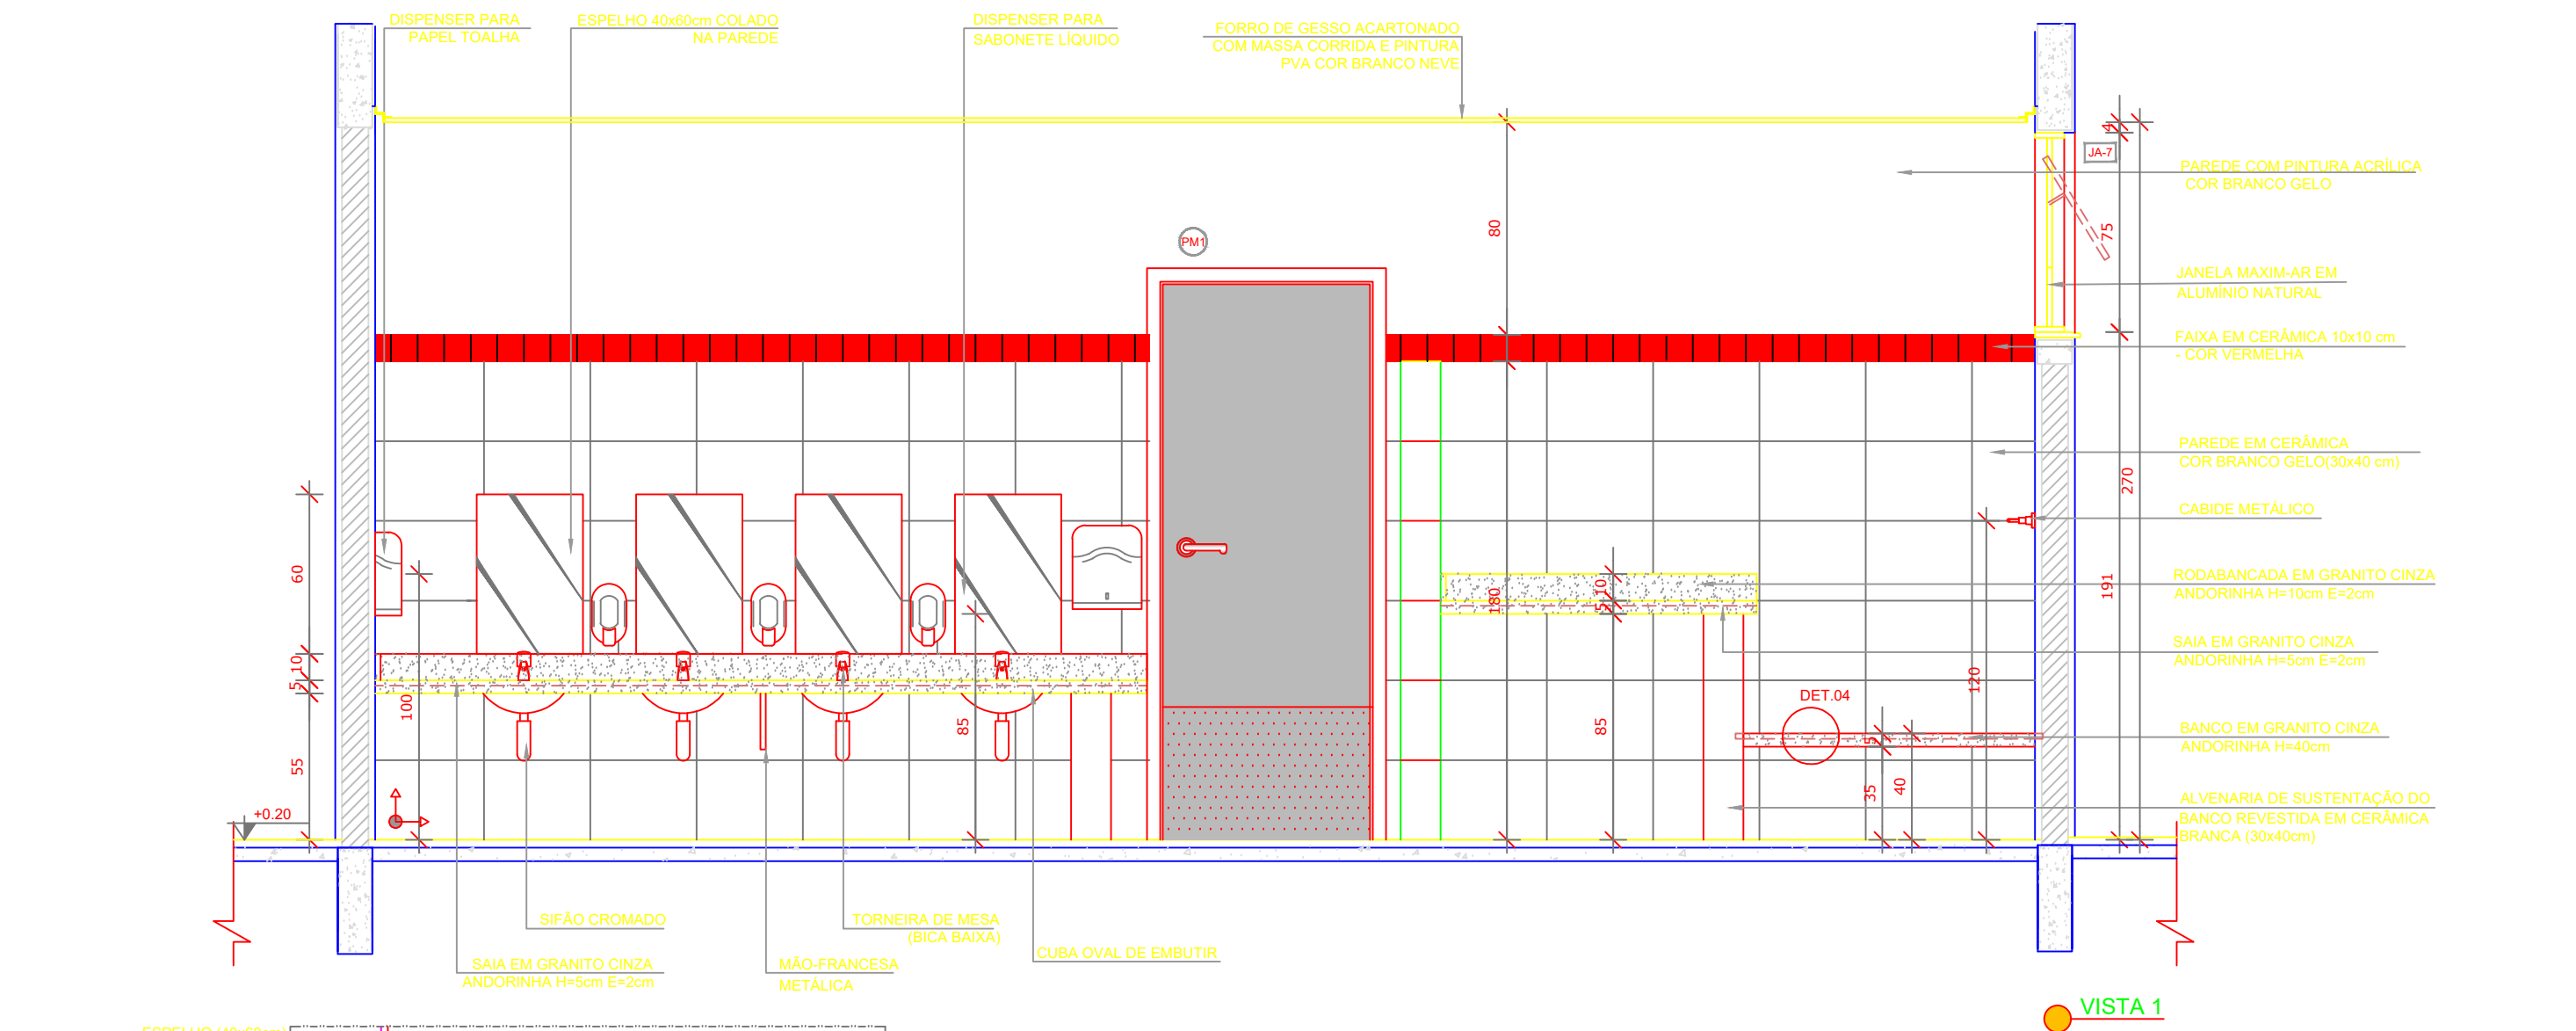 DISPENSER PARA
PAPEL TOALHA
ESPELHO 40x60cm COLADO
NA PAREDE
DISPENSER PARA
SABONETE LÍQUIDO
FORRO DE GESSO ACARTONADO
COM MASSA CORRIDA E PINTURA
PVA COR BRANCO NEVE
4
JA-7
PAREDE COM PINTURA ACRÍLICA
COR BRANCO GELO
PM1
80
75
JANELA MAXIM-AR EM
ALUMÍNIO NATURAL
FAIXA EM CERÂMICA 10x10 cm
- COR VERMELHA
PAREDE EM CERÂMICA
COR BRANCO GELO(30x40 cm)
270
CABIDE METÁLICO
60
10
180
191
RODABANCADA EM GRANITO CINZA
ANDORINHA H=10cm E=2cm
5
SAIA EM GRANITO CINZA
ANDORINHA H=5cm E=2cm
10
5
100
85
85
120
DET.04
BANCO EM GRANITO CINZA
ANDORINHA H=40cm
5
55
35
40
ALVENARIA DE SUSTENTAÇÃO DO
BANCO REVESTIDA EM CERÂMICA
BRANCA (30x40cm)
+0.20
SIFÃO CROMADO
TORNEIRA DE MESA
(BICA BAIXA)
CUBA OVAL DE EMBUTIR
SAIA EM GRANITO CINZA
ANDORINHA H=5cm E=2cm
MÃO-FRANCESA
METÁLICA
VISTA 1
ESPELHO (40x60cm)